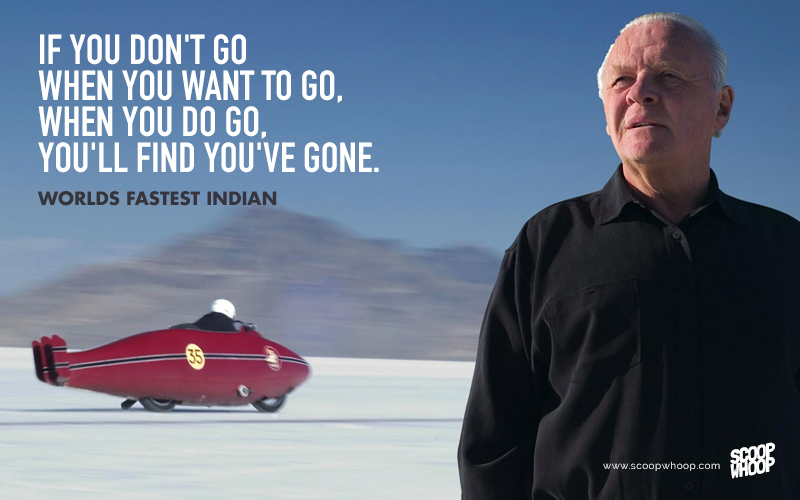 IF YOU DON'T GO
WHEN YOU WANT TO GO,
WHEN YOU DO GO,
YOU'LL FIND YOU'VE GONE.
WORLDS FASTEST INDIAN
35
www.scoopwhoop.com
SCOOP
WHOOP